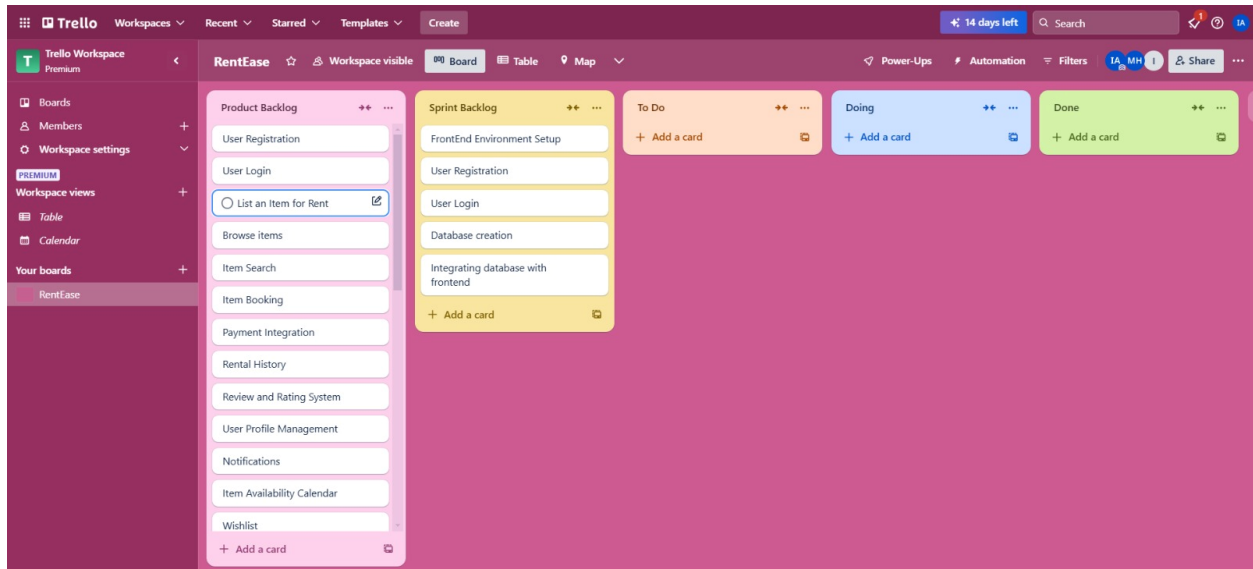 Trello Workspaces Recent Starred Templates Create 14 days left Search 1 IA
T Trello Workspace
Premium
RentEase Workspace visible Board Table Map Power-Ups Automation Filters IA MH I Share
Boards
Members
Workspace settings
PREMIUM
Workspace views
Table
Calendar
Your boards
RentEase
Product Backlog
User Registration
User Login
List an Item for Rent
Browse items
Item Search
Item Booking
Payment Integration
Rental History
Review and Rating System
User Profile Management
Notifications
Item Availability Calendar
Wishlist
+ Add a card
Sprint Backlog
FrontEnd Environment Setup
User Registration
User Login
Database creation
Integrating database with
frontend
+ Add a card
To Do
+ Add a card
Doing
+ Add a card
Done
+ Add a card